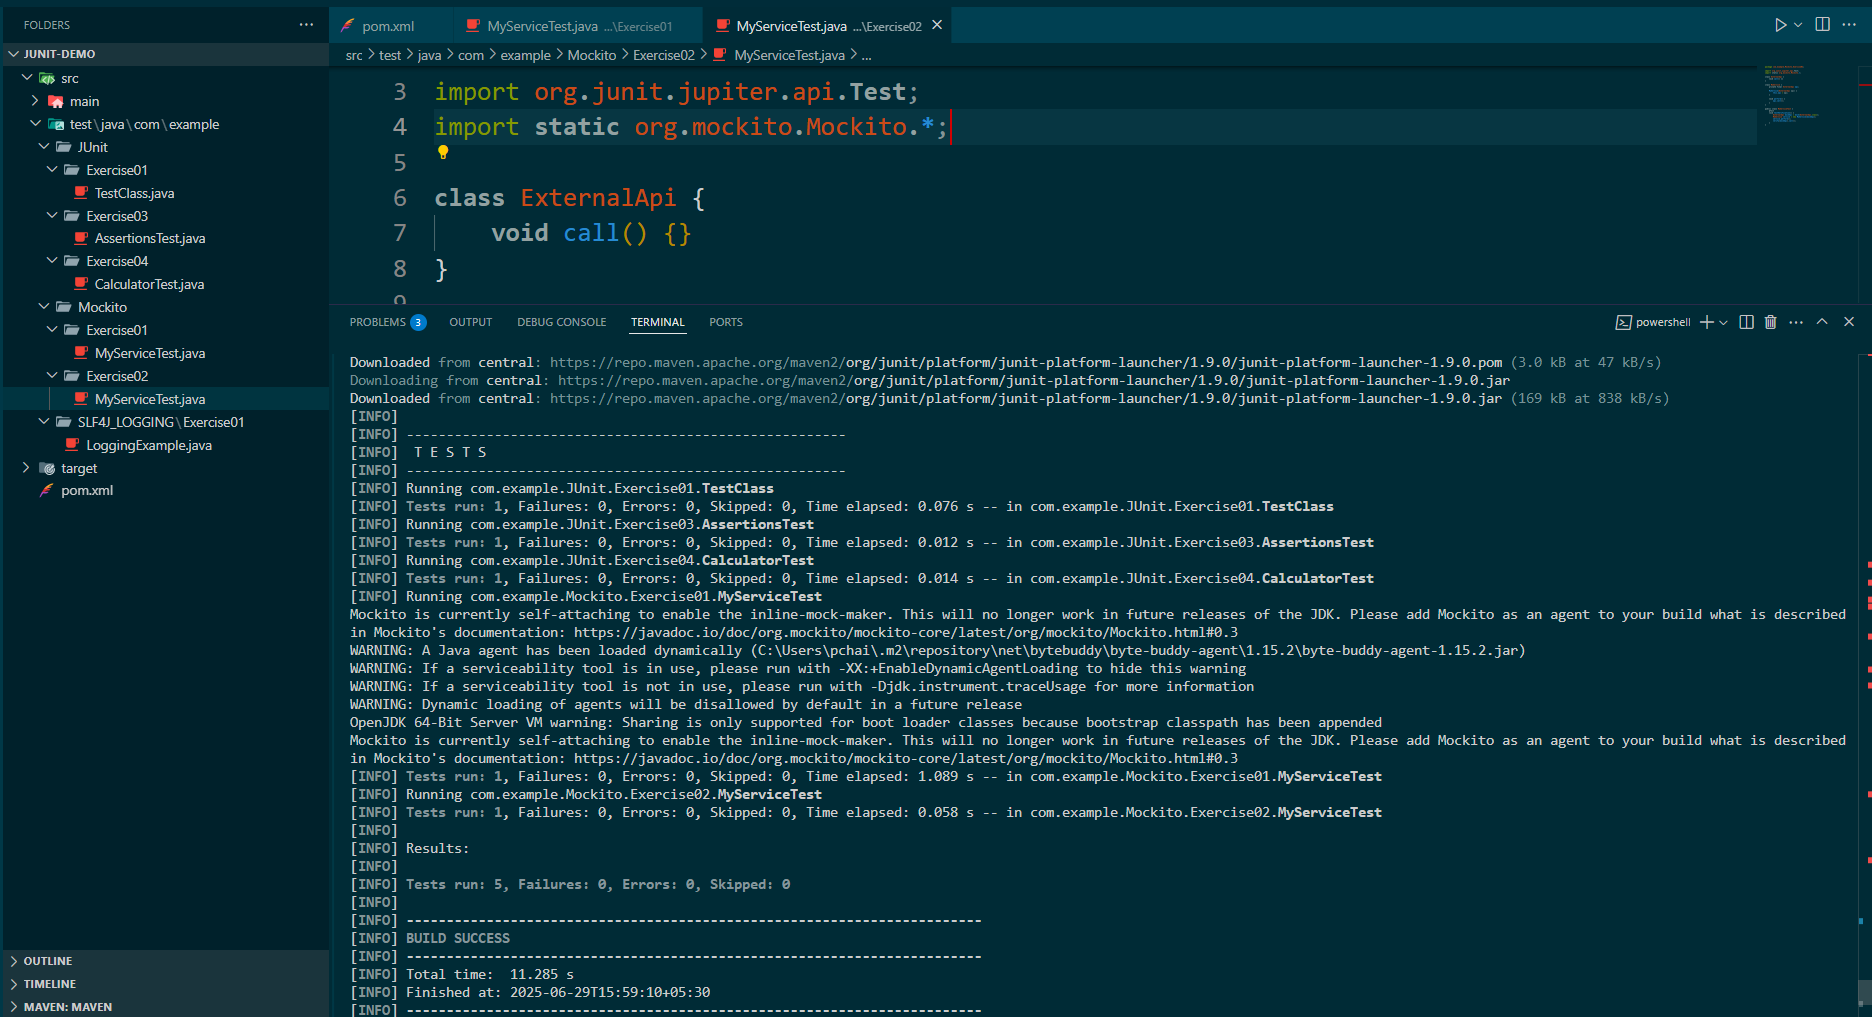 FOLDERS
JUNIT-DEMO
src
main
test\java\com\example
JUnit
Exercise01
TestClass.java
Exercise03
AssertionsTest.java
Exercise04
CalculatorTest.java
Mockito
Exercise01
MyServiceTest.java
Exercise02
MyServiceTest.java
SLF4J_LOGGING\Exercise01
LoggingExample.java
target
pom.xml
OUTLINE
TIMELINE
MAVEN: MAVEN
pom.xml
MyServiceTest.java ...\Exercise01
MyServiceTest.java ...\Exercise02
src > test > java > com > example > Mockito > Exercise02 > MyServiceTest.java > ...
3 import org.junit.jupiter.api.Test;
4 import static org.mockito.Mockito.*;
5
6 class ExternalApi {
7 void call() {}
8 }
9
PROBLEMS 3 OUTPUT DEBUG CONSOLE TERMINAL PORTS
powershell
Downloaded from central: https://repo.maven.apache.org/maven2/org/junit/platform/junit-platform-launcher/1.9.0/junit-platform-launcher-1.9.0.pom (3.0 kB at 47 kB/s)
Downloading from central: https://repo.maven.apache.org/maven2/org/junit/platform/junit-platform-launcher/1.9.0/junit-platform-launcher-1.9.0.jar
Downloaded from central: https://repo.maven.apache.org/maven2/org/junit/platform/junit-platform-launcher/1.9.0/junit-platform-launcher-1.9.0.jar (169 kB at 838 kB/s)
[INFO]
[INFO] -------------------------------------------------------
[INFO]  T E S T S
[INFO] -------------------------------------------------------
[INFO] Running com.example.JUnit.Exercise01.TestClass
[INFO] Tests run: 1, Failures: 0, Errors: 0, Skipped: 0, Time elapsed: 0.076 s -- in com.example.JUnit.Exercise01.TestClass
[INFO] Running com.example.JUnit.Exercise03.AssertionsTest
[INFO] Tests run: 1, Failures: 0, Errors: 0, Skipped: 0, Time elapsed: 0.012 s -- in com.example.JUnit.Exercise03.AssertionsTest
[INFO] Running com.example.JUnit.Exercise04.CalculatorTest
[INFO] Tests run: 1, Failures: 0, Errors: 0, Skipped: 0, Time elapsed: 0.014 s -- in com.example.JUnit.Exercise04.CalculatorTest
[INFO] Running com.example.Mockito.Exercise01.MyServiceTest
Mockito is currently self-attaching to enable the inline-mock-maker. This will no longer work in future releases of the JDK. Please add Mockito as an agent to your build what is described
in Mockito's documentation: https://javadoc.io/doc/org.mockito/mockito-core/latest/org/mockito/Mockito.html#0.3
WARNING: A Java agent has been loaded dynamically (C:\Users\pchai\.m2\repository\net\bytebuddy\byte-buddy-agent\1.15.2\byte-buddy-agent-1.15.2.jar)
WARNING: If a serviceability tool is in use, please run with -XX:+EnableDynamicAgentLoading to hide this warning
WARNING: If a serviceability tool is not in use, please run with -Djdk.instrument.traceUsage for more information
WARNING: Dynamic loading of agents will be disallowed by default in a future release
OpenJDK 64-Bit Server VM warning: Sharing is only supported for boot loader classes because bootstrap classpath has been appended
Mockito is currently self-attaching to enable the inline-mock-maker. This will no longer work in future releases of the JDK. Please add Mockito as an agent to your build what is described
in Mockito's documentation: https://javadoc.io/doc/org.mockito/mockito-core/latest/org/mockito/Mockito.html#0.3
[INFO] Tests run: 1, Failures: 0, Errors: 0, Skipped: 0, Time elapsed: 1.089 s -- in com.example.Mockito.Exercise01.MyServiceTest
[INFO] Running com.example.Mockito.Exercise02.MyServiceTest
[INFO] Tests run: 1, Failures: 0, Errors: 0, Skipped: 0, Time elapsed: 0.058 s -- in com.example.Mockito.Exercise02.MyServiceTest
[INFO]
[INFO] Results:
[INFO]
[INFO] Tests run: 5, Failures: 0, Errors: 0, Skipped: 0
[INFO]
[INFO] ------------------------------------------------------------------------
[INFO] BUILD SUCCESS
[INFO] ------------------------------------------------------------------------
[INFO] Total time:  11.285 s
[INFO] Finished at: 2025-06-29T15:59:10+05:30
[INFO] ------------------------------------------------------------------------